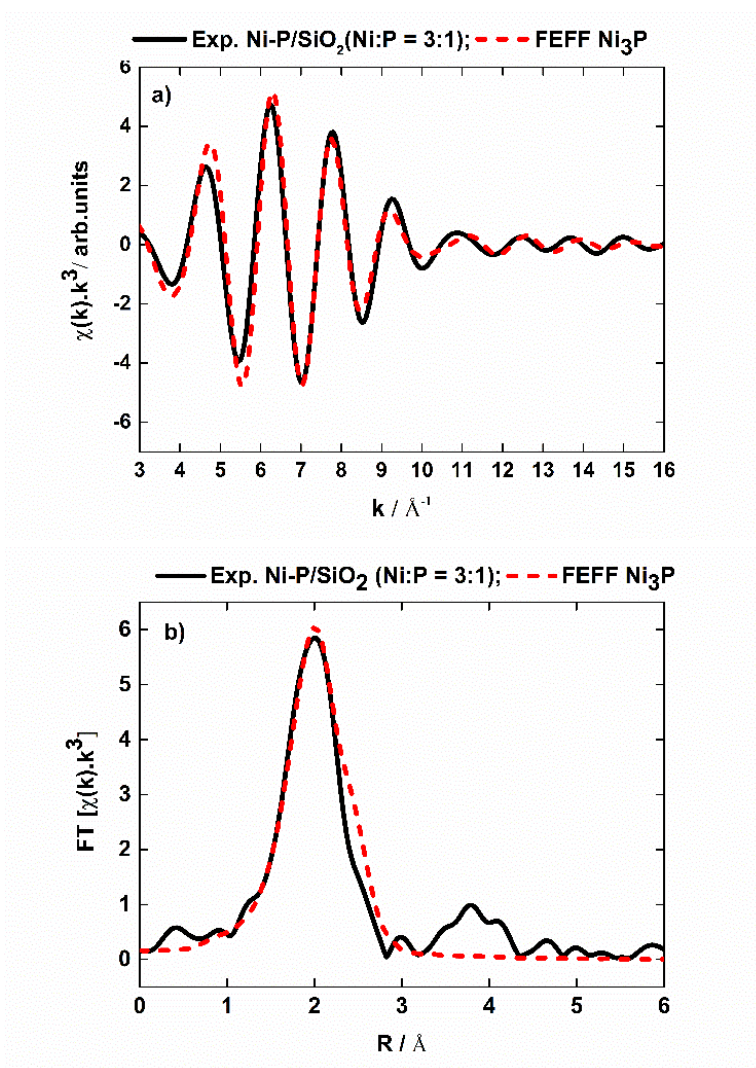 Exp. Ni-P/SiO₂(Ni:P = 3:1); FEFF Ni₃P
a)
6
4
2
0
-2
-4
-6
χ(k).k³/ arb.units
3 4 5 6 7 8 9 10 11 12 13 14 15 16
k / Å⁻¹
Exp. Ni-P/SiO₂ (Ni:P = 3:1); FEFF Ni₃P
b)
6
5
4
3
2
1
0
FT [χ(k).k³]
0 1 2 3 4 5 6
R / Å